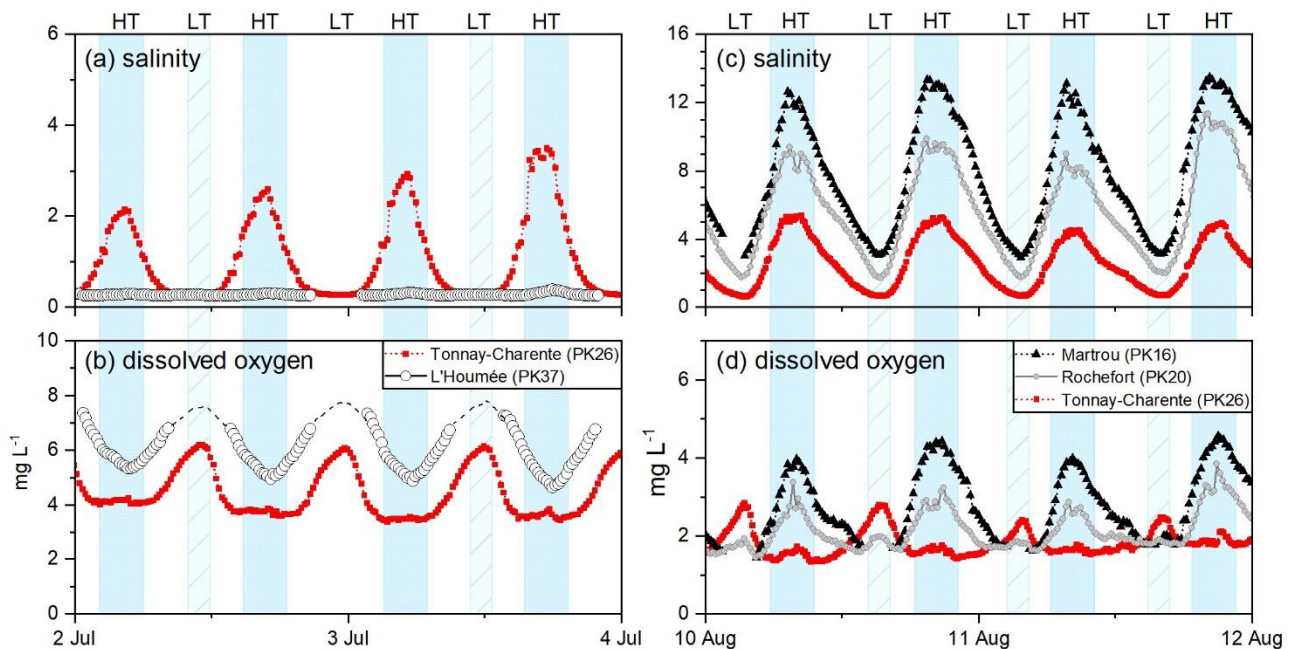 HT LT HT LT HT LT HT
(a) salinity
6
4
2
0
(b) dissolved oxygen
Tonnay-Charente (PK26)
L'Houmée (PK37)
10
8
6
4
2
0
mg L-1
2 Jul 3 Jul 4 Jul
LT HT LT HT LT HT LT HT
(c) salinity
16
12
8
4
0
(d) dissolved oxygen
Martrou (PK16)
Rochefort (PK20)
Tonnay-Charente (PK26)
6
4
2
0
mg L-1
10 Aug 11 Aug 12 Aug